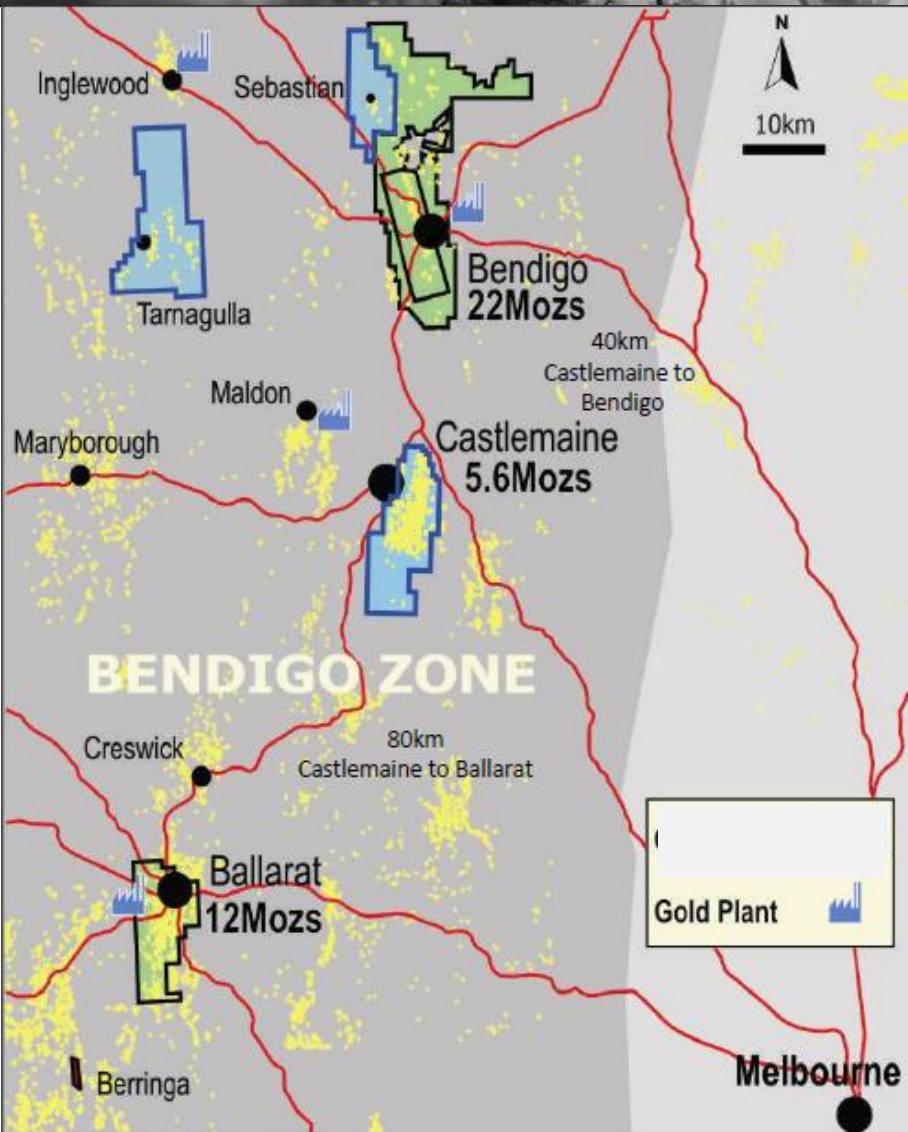 N
10km
Inglewood
Sebastian
Tarnagulla
Bendigo
22Mozs
40km
Castlemaine to
Bendigo
Maldon
Maryborough
Castlemaine
5.6Mozs
BENDIGO ZONE
Creswick
80km
Castlemaine to Ballarat
Ballarat
12Mozs
Gold Plant
Berringa
Melbourne